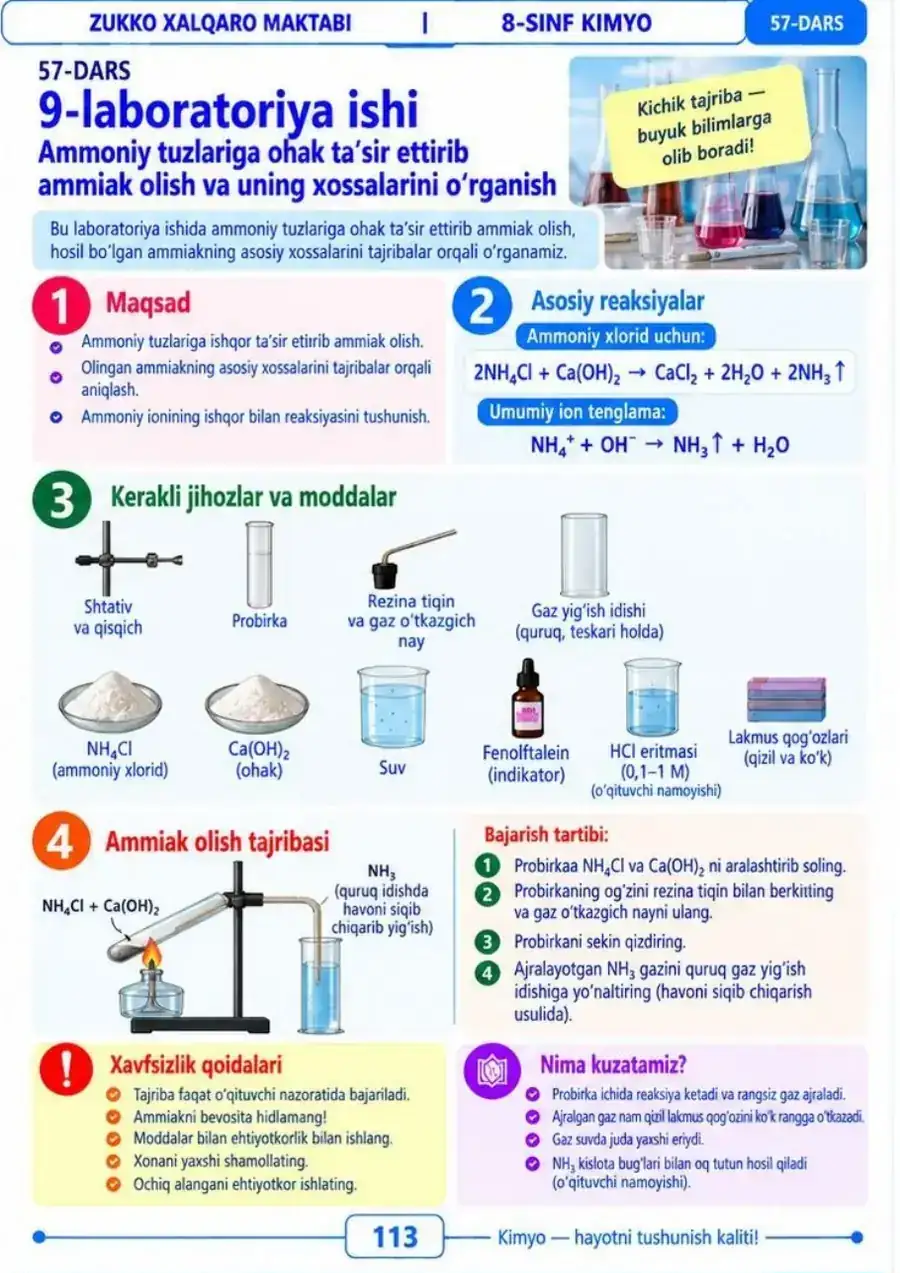 ZUKKO XALQARO MAKTABI | 8-SINF KIMYO
57-DARS
57-DARS
9-laboratoriya ishi
Ammoniy tuzlariga ohak ta’sir ettirib
ammiak olish va uning xossalarini o‘rganish
Kichik tajriba —
buyuk bilimlarga
olib boradi!
Bu laboratoriya ishida ammoniy tuzlariga ohak ta’sir ettirib ammiak olish,
hosil bo‘lgan ammiakning asosiy xossalarini tajribalar orqali o‘rganamiz.
1 Maqsad
Ammoniy tuzlariga ishqor ta’sir etirib ammiak olish.
Olingan ammiakning asosiy xossalarini tajribalar orqali
aniqlash.
Ammoniy ionining ishqor bilan reaksiyasini tushunish.
2 Asosiy reaksiyalar
Ammoniy xlorid uchun:
2NH₄Cl + Ca(OH)₂ → CaCl₂ + 2H₂O + 2NH₃↑
Umumiy ion tenglama:
NH₄⁺ + OH⁻ → NH₃↑ + H₂O
3 Kerakli jihozlar va moddalar
Shtativ
va qisqich
Probirka
Rezina tiqin
va gaz o‘tkazgich
nay
Gaz yig‘ish idishi
(quruq, teskari holda)
NH₄Cl
(ammoniy xlorid)
Ca(OH)₂
(ohak)
Suv
Fenolftalein
(indikator)
HCl eritmasi
(0,1–1 M)
(o‘qituvchi namoyishi)
Lakmus qog‘ozlari
(qizil va ko‘k)
4 Ammiak olish tajribasi
NH₄Cl + Ca(OH)₂
NH₃
(quruq idishda
havoni siqib
chiqarib yig‘ish)
Bajarish tartibi:
1 Probirkaa NH₄Cl va Ca(OH)₂ ni aralashtirib soling.
2 Probirkaning og‘zini rezina tiqin bilan berkitting
va gaz o‘tkazgich nayni ulang.
3 Probirkani sekin qizdiring.
4 Ajralayotgan NH₃ gazini quruq gaz yig‘ish
idishiga yo‘naltiring (havoni siqib chiqarish
usulida).
! Xavfsizlik qoidalari
Tajriba faqat o‘qituvchi nazoratida bajariladi.
Ammiakni bevosita hidlamang!
Moddalar bilan ehtiyotkorlik bilan ishlang.
Xonani yaxshi shamollating.
Ochiq alangani ehtiyotkor ishlating.
Nima kuzatamiz?
Probirka ichida reaksiya ketadi va rangsiz gaz ajraladi.
Ajralgan gaz nam qizil lakmus qog‘ozini ko‘k rangga o‘tkazadi.
Gaz suvda juda yaxshi eriydi.
NH₃ kislota bug‘lari bilan oq tutun hosil qiladi
(o‘qituvchi namoyishi).
113
Kimyo — hayotni tushunish kaliti!